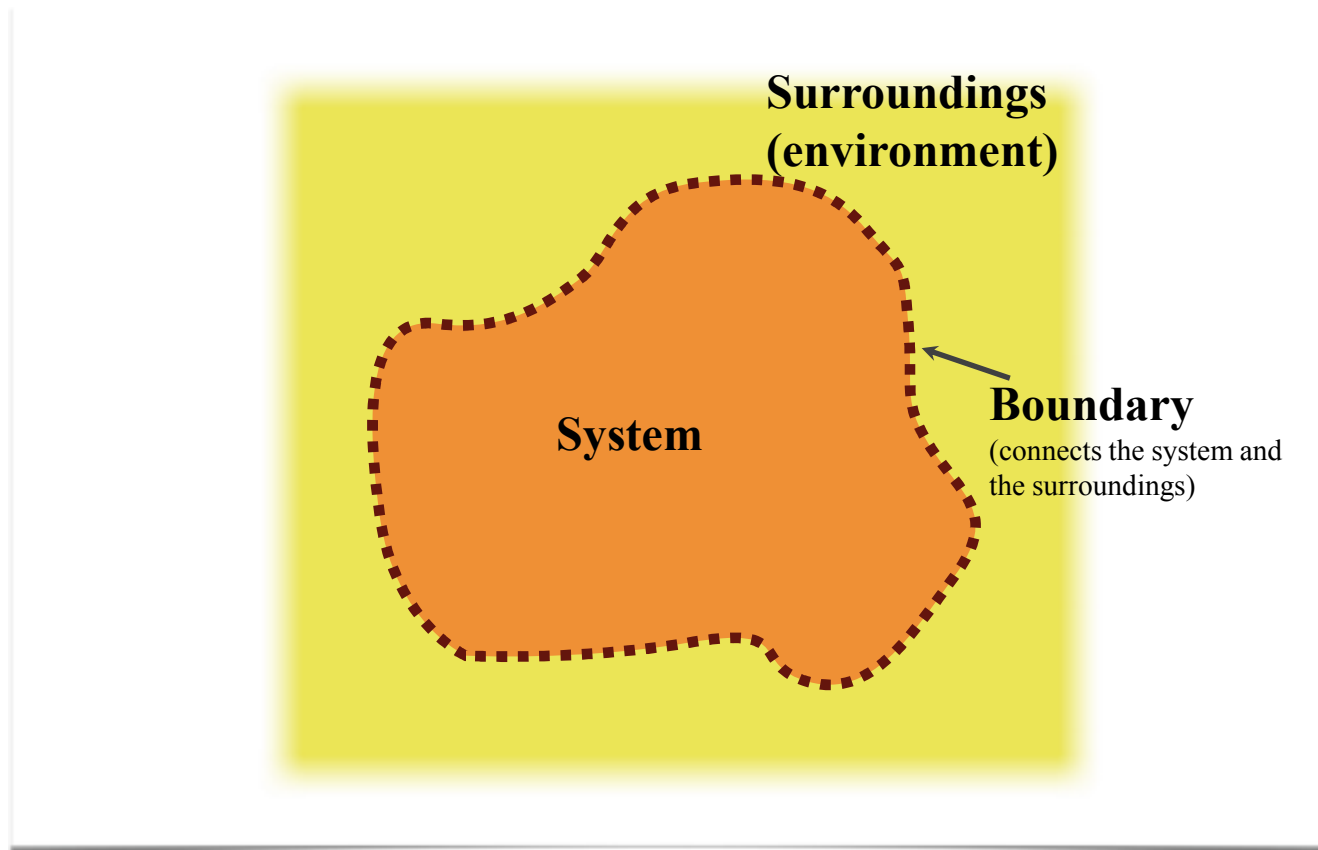 Surroundings
(environment)
System
Boundary
(connects the system and
the surroundings)